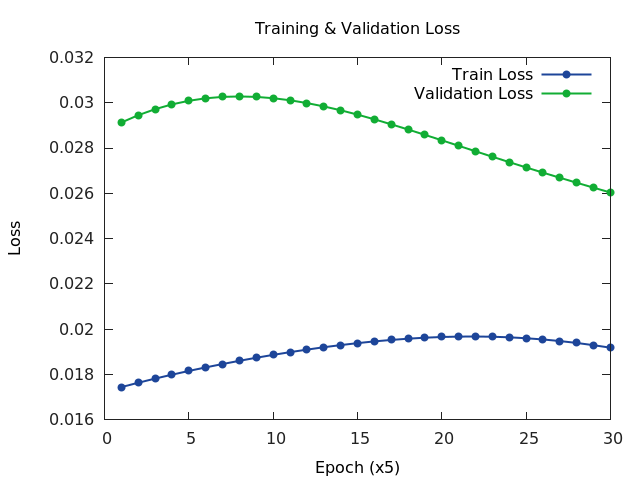 Training & Validation Loss
0.032
0.03
0.028
0.026
0.024
0.022
0.02
0.018
0.016
Loss
Train Loss
Validation Loss
0 5 10 15 20 25 30
Epoch (x5)